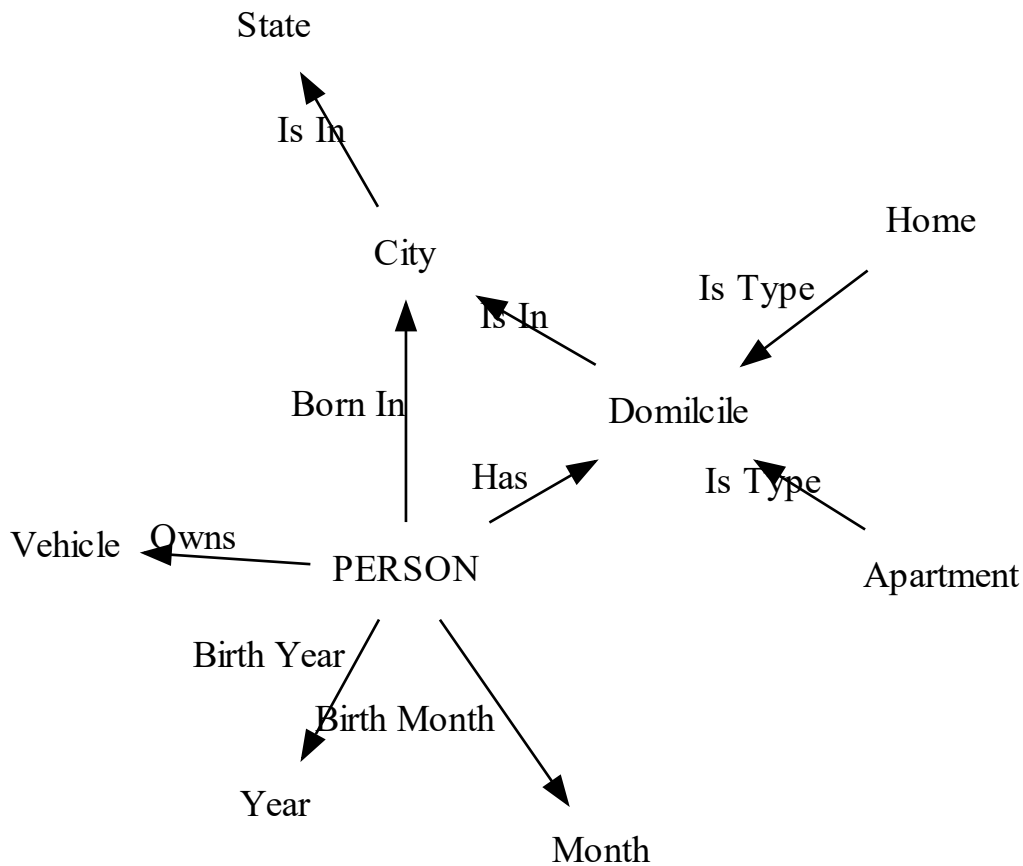 State
Is In
City
Home
Is Type
Is In
Born In
Domilcile
Has
Is Type
Vehicle
Owns
PERSON
Apartment
Birth Year
Birth Month
Year
Month